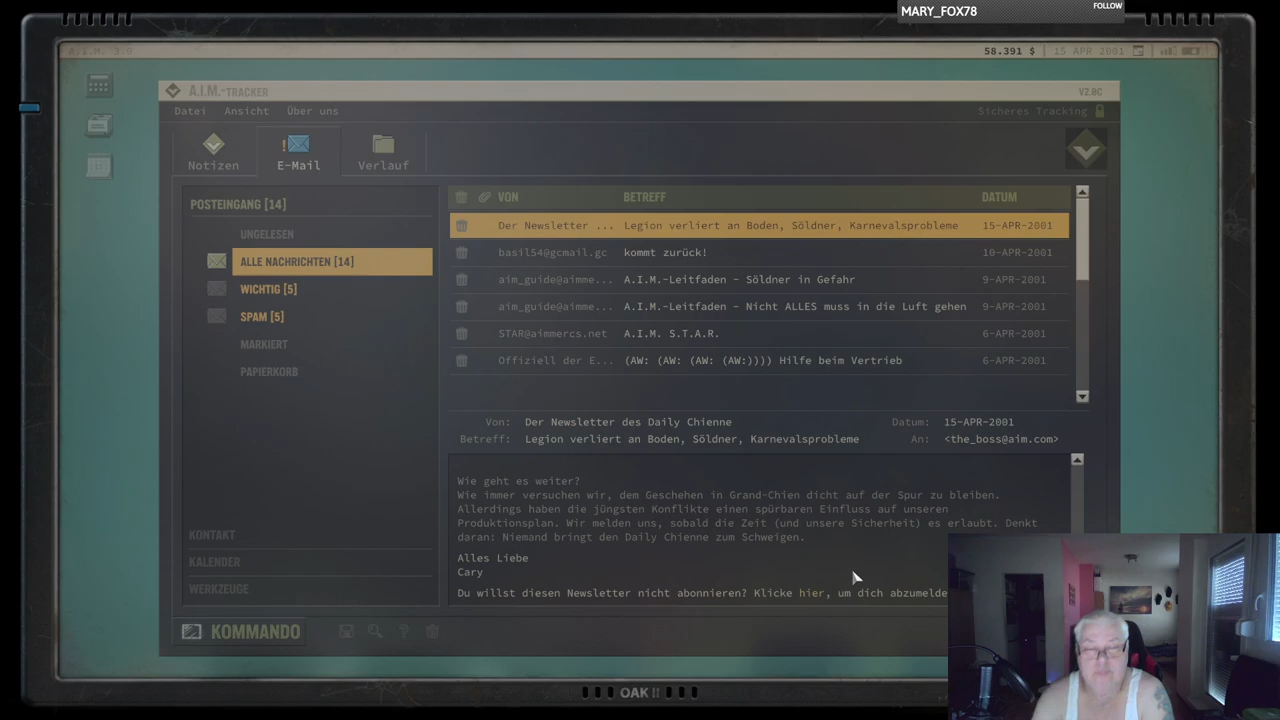 MARY_FOX78
FOLLOW
A.I.M. 3.0
58.391 $ | 15 APR 2001
A.I.M.-TRACKER
V2.0C
Datei Ansicht Über uns
Sicheres Tracking
Notizen
E-Mail
Verlauf
POSTEINGANG [14]
UNGELESEN
ALLE NACHRICHTEN [14]
WICHTIG [5]
SPAM [5]
MARKIERT
PAPIERKORB
KONTAKT
KALENDER
WERKZEUGE
VON BETREFF DATUM
Der Newsletter ... Legion verliert an Boden, Söldner, Karnevalsprobleme 15-APR-2001
basil54@gcmail.gc kommt zurück! 10-APR-2001
aim_guide@aimme... A.I.M.-Leitfaden - Söldner in Gefahr 9-APR-2001
aim_guide@aimme... A.I.M.-Leitfaden - Nicht ALLES muss in die Luft gehen 9-APR-2001
STAR@aimmercs.net A.I.M. S.T.A.R. 6-APR-2001
Offiziell der E... (AW: (AW: (AW: (AW:)))) Hilfe beim Vertrieb 6-APR-2001
Von: Der Newsletter des Daily Chienne Datum: 15-APR-2001
Betreff: Legion verliert an Boden, Söldner, Karnevalsprobleme An: <the_boss@aim.com>
Wie geht es weiter?
Wie immer versuchen wir, dem Geschehen in Grand-Chien dicht auf der Spur zu bleiben.
Allerdings haben die jüngsten Konflikte einen spürbaren Einfluss auf unseren
Produktionsplan. Wir melden uns, sobald die Zeit (und unsere Sicherheit) es erlaubt. Denkt
daran: Niemand bringt den Daily Chienne zum Schweigen.
Alles Liebe
Cary
Du willst diesen Newsletter nicht abonnieren? Klicke hier, um dich abzumelde
KOMMANDO
OAK II